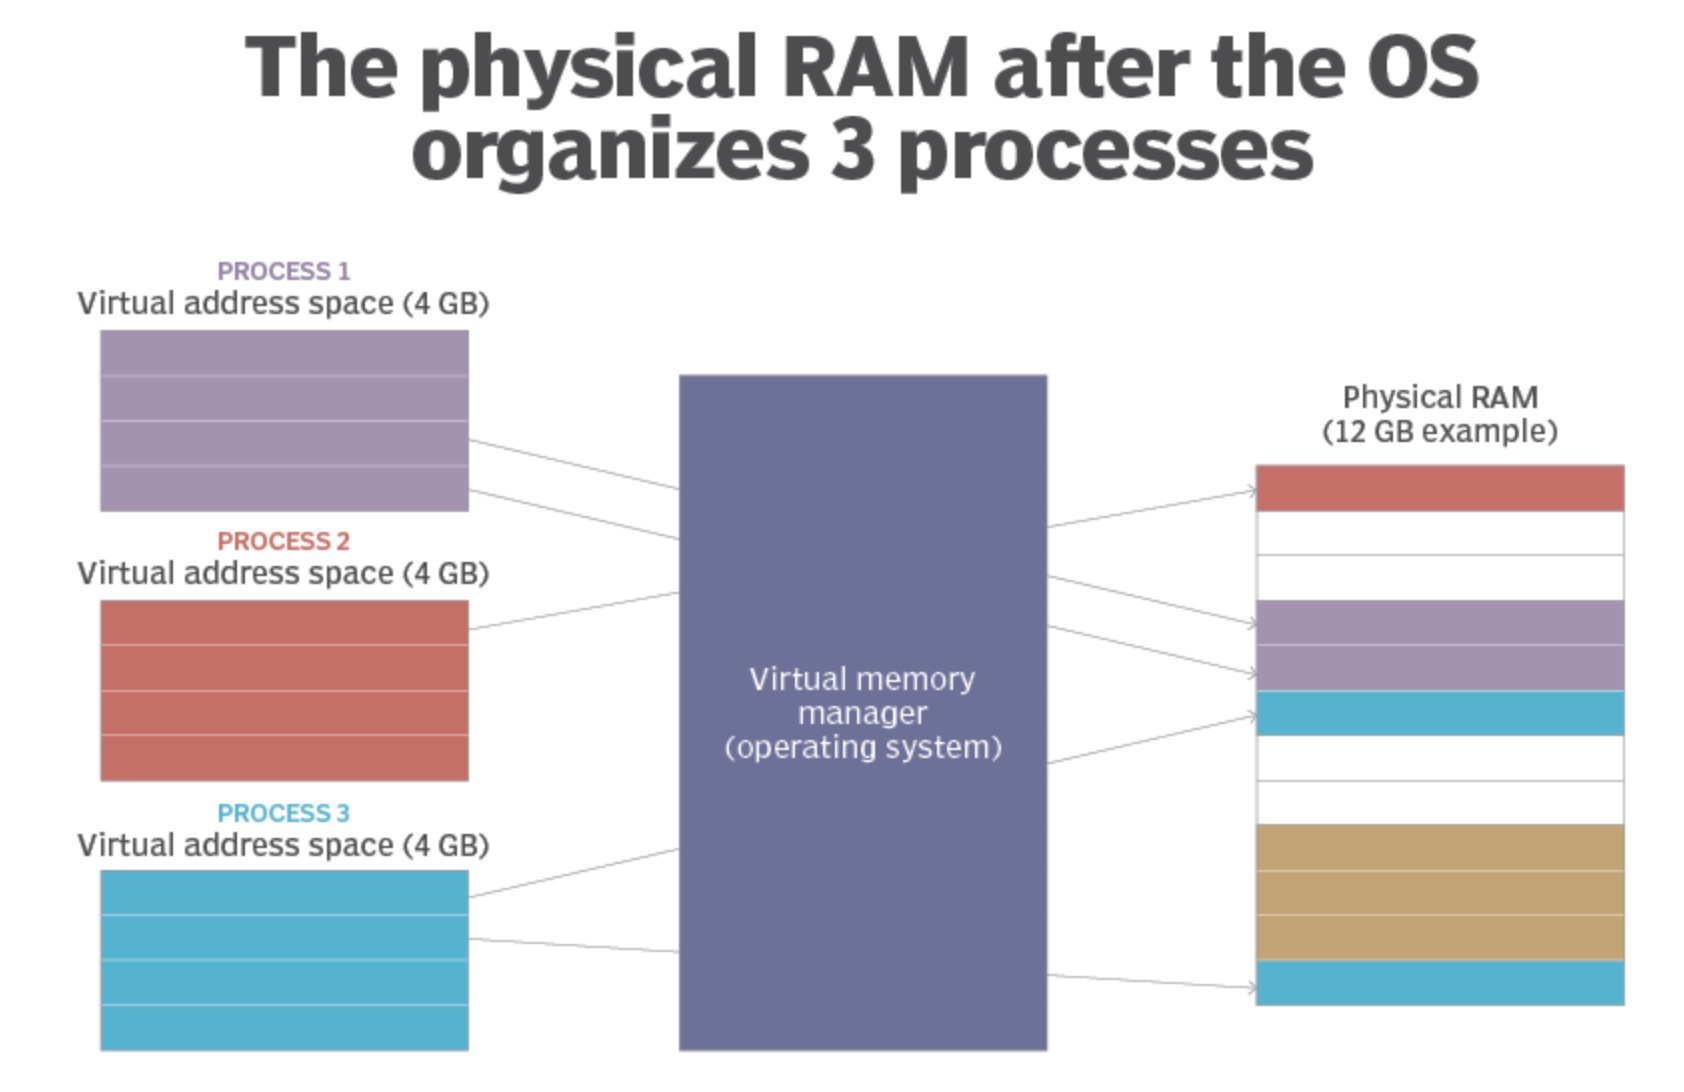 The physical RAM after the OS
organizes 3 processes
PROCESS 1
Virtual address space (4 GB)
PROCESS 2
Virtual address space (4 GB)
PROCESS 3
Virtual address space (4 GB)
Virtual memory
manager
(operating system)
Physical RAM
(12 GB example)